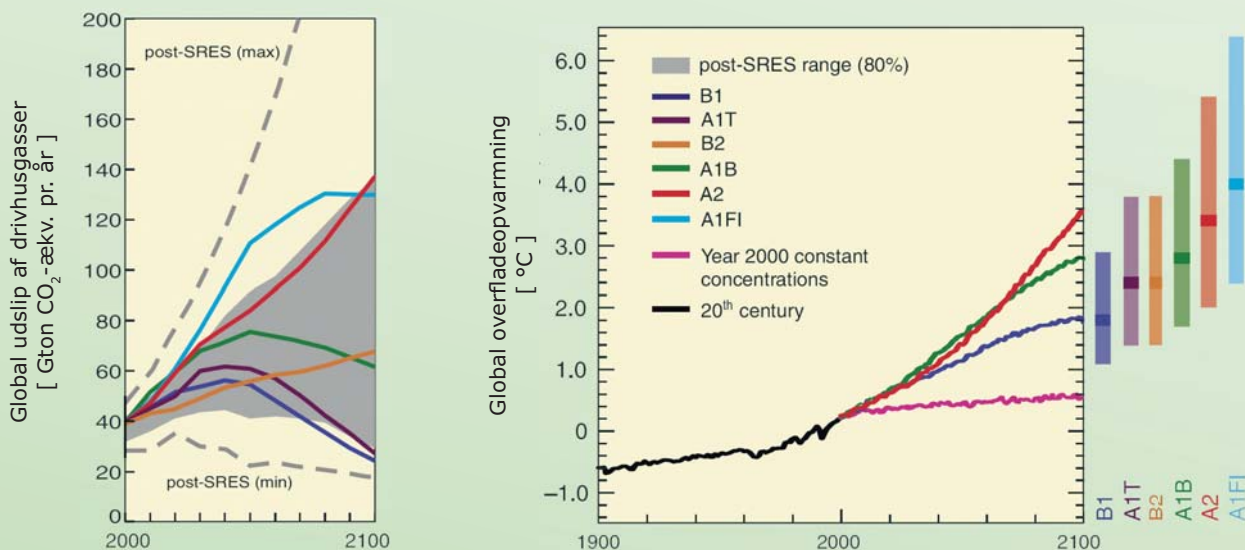 Global udslip af drivhusgasser
[ Gton CO₂-ækv. pr. år ]
200
180
160
140
120
100
80
60
40
20
0
post-SRES (max)
post-SRES (min)
2000
2100
Global overfladeopvarmning
[ °C ]
6.0
5.0
4.0
3.0
2.0
1.0
0
–1.0
post-SRES range (80%)
B1
A1T
B2
A1B
A2
A1FI
Year 2000 constant
concentrations
20th century
1900
2000
2100
B1
A1T
B2
A1B
A2
A1FI